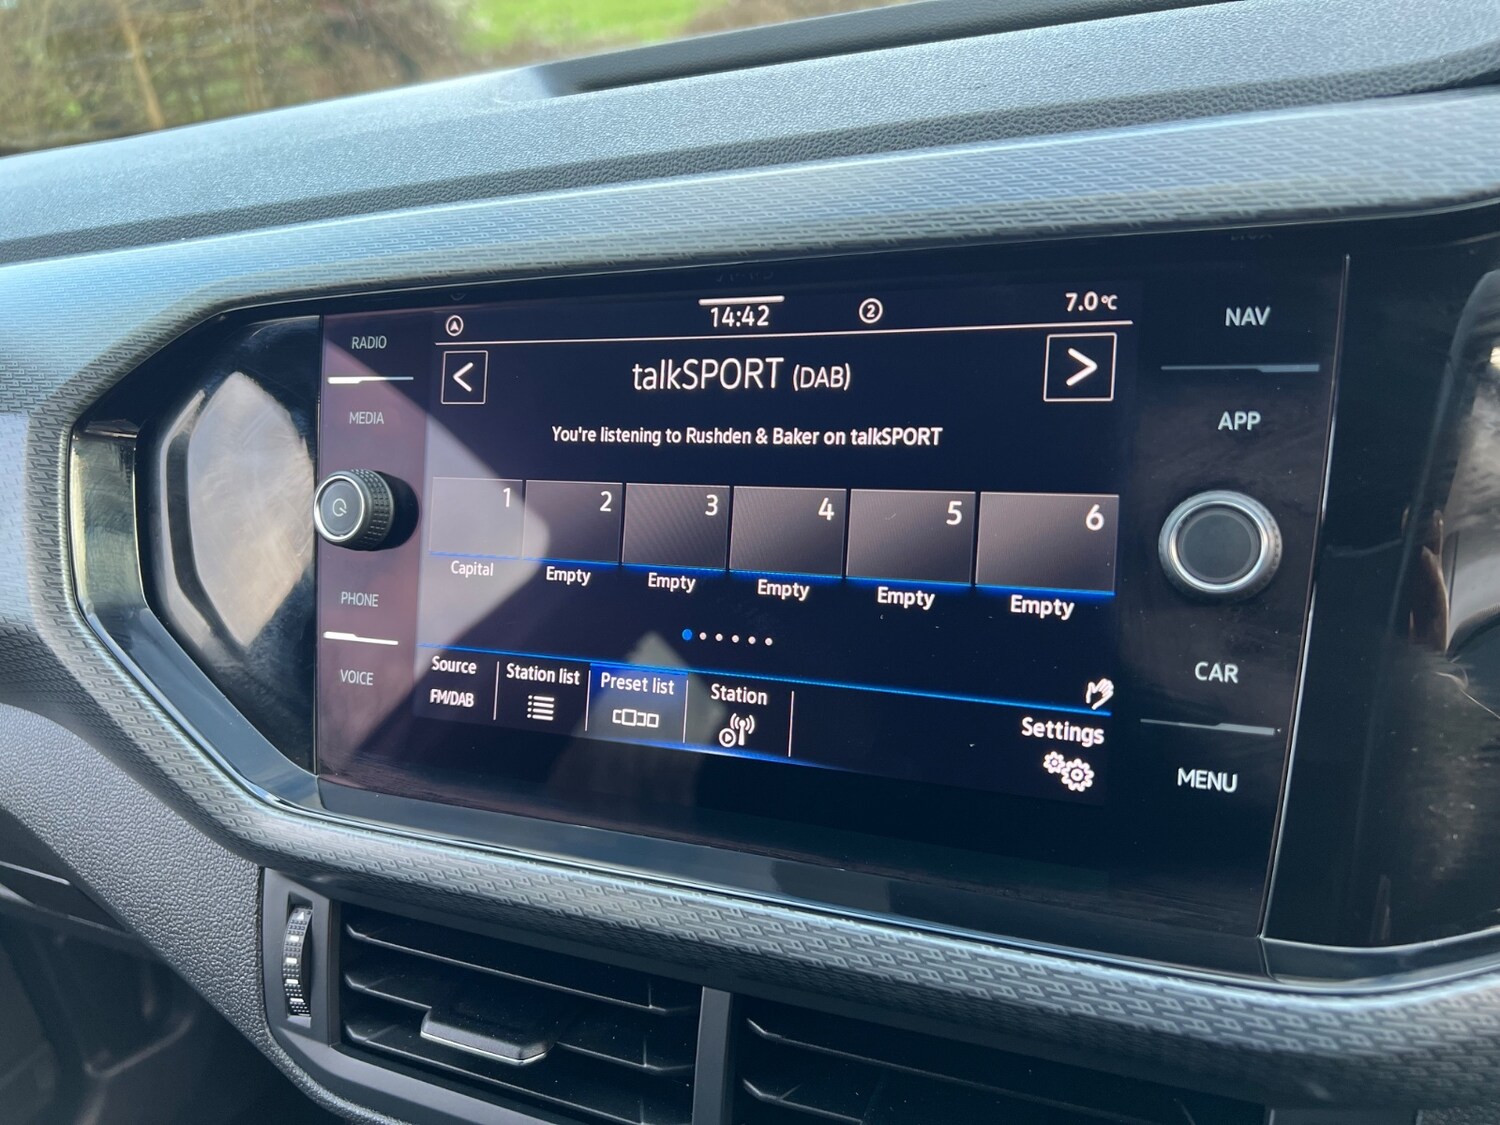 RADIO
MEDIA
PHONE
VOICE
14:42
2
7.0°C
talkSPORT (DAB)
You're listening to Rushden & Baker on talkSPORT
1 2 3 4 5 6
Capital Empty Empty Empty Empty Empty
Source
FM/DAB
Station list
Preset list
Station
Settings
NAV
APP
CAR
MENU